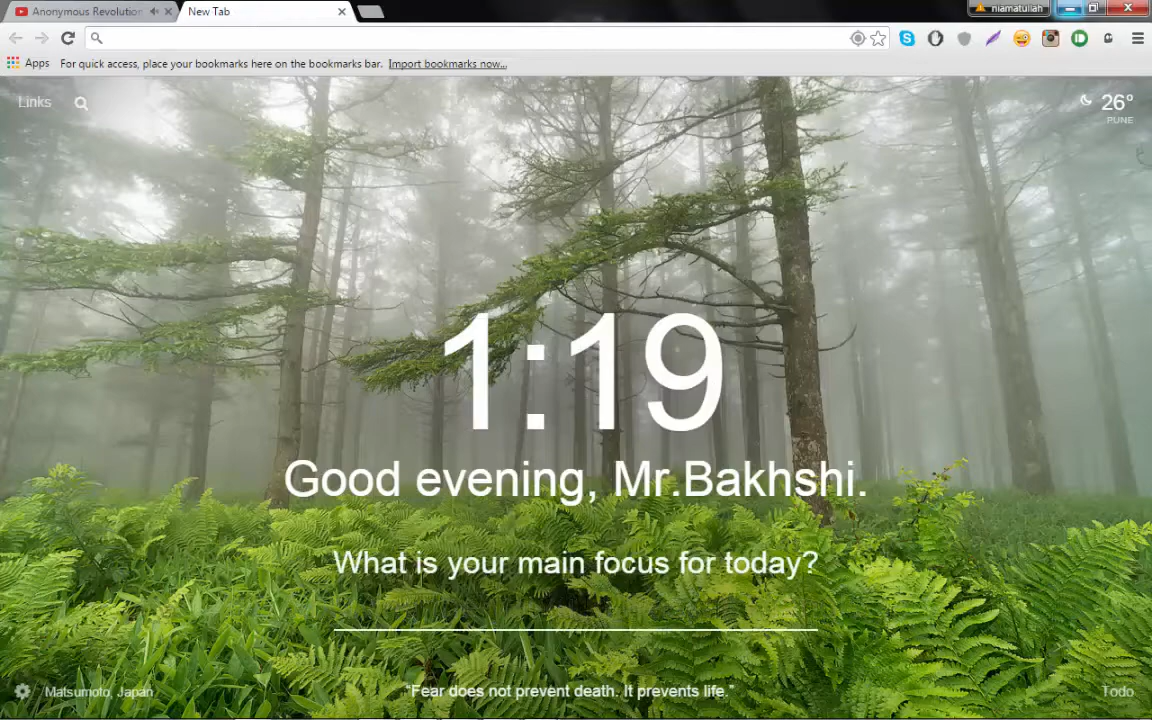 Anonymous Revolution
New Tab
niamatullah
Apps
For quick access, place your bookmarks here on the bookmarks bar. Import bookmarks now...
Links
26°
PUNE
1:19
Good evening, Mr.Bakhshi.
What is your main focus for today?
Matsumoto, Japan
"Fear does not prevent death. It prevents life."
Todo